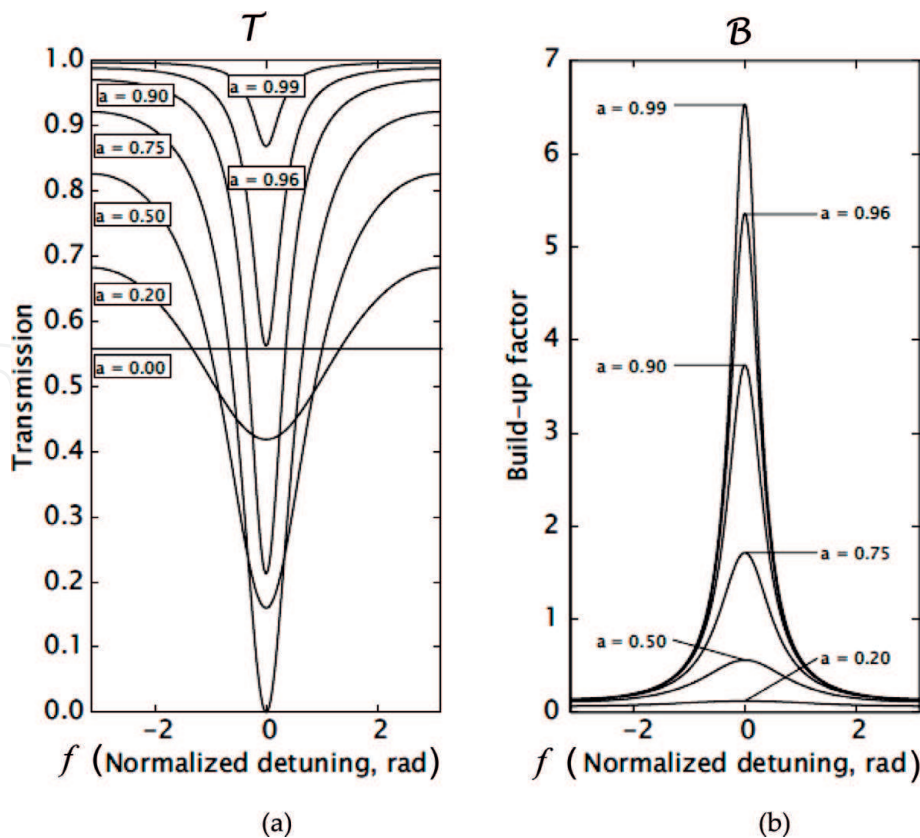 T
1.0
0.9
0.8
0.7
0.6
0.5
0.4
0.3
0.2
0.1
0.0
Transmission
a = 0.99
a = 0.90
a = 0.75
a = 0.96
a = 0.50
a = 0.20
a = 0.00
−2 0 2
f (Normalized detuning, rad)
(a)
B
7
6
5
4
3
2
1
0
Build-up factor
a = 0.99
a = 0.96
a = 0.90
a = 0.75
a = 0.50
a = 0.20
−2 0 2
f (Normalized detuning, rad)
(b)